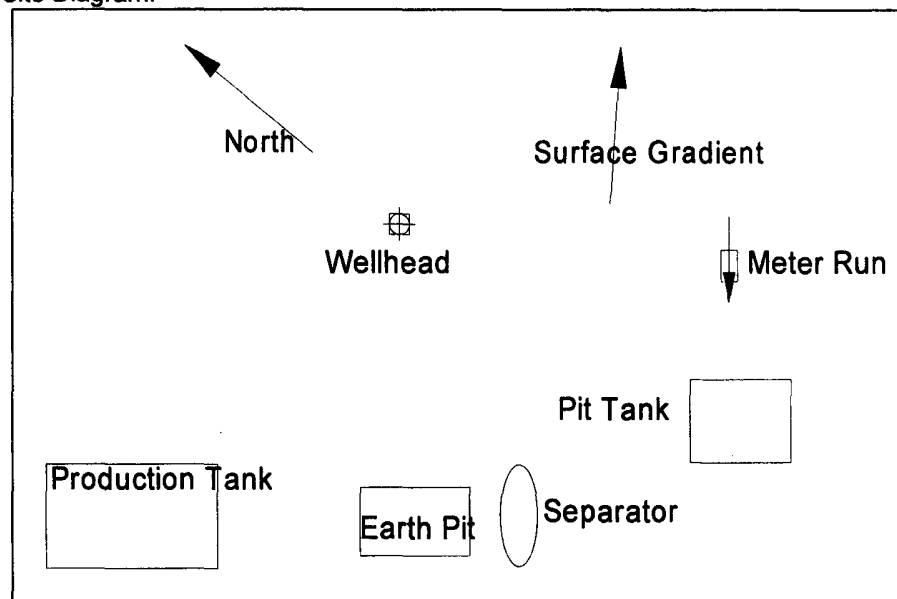 Site Diagram:
North
Surface Gradient
Wellhead
Meter Run
Pit Tank
Production Tank
Separator
Earth Pit